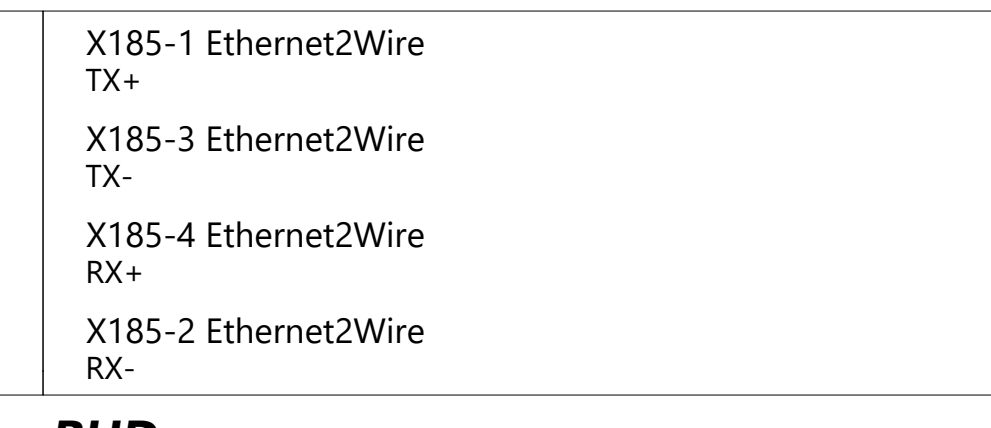 X185-1 Ethernet2Wire
TX+
X185-3 Ethernet2Wire
TX-
X185-4 Ethernet2Wire
RX+
X185-2 Ethernet2Wire
RX-